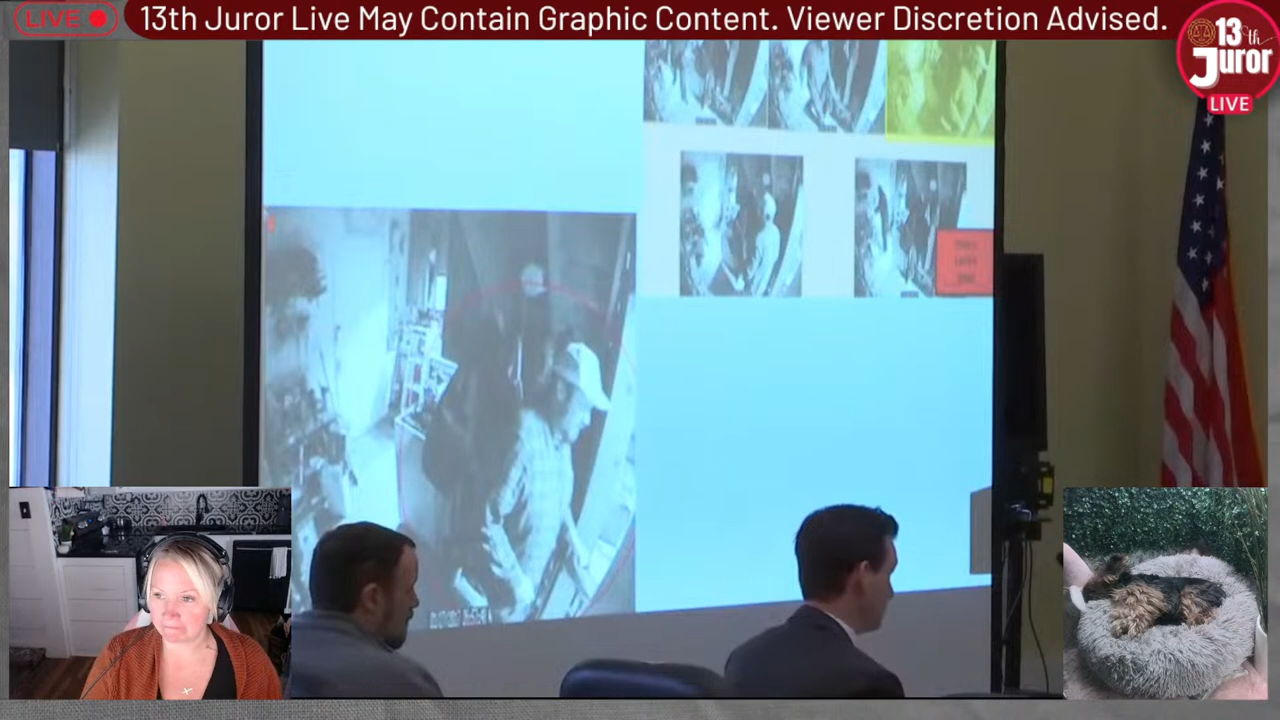 LIVE
13th Juror Live May Contain Graphic Content. Viewer Discretion Advised.
13th
Juror
LIVE